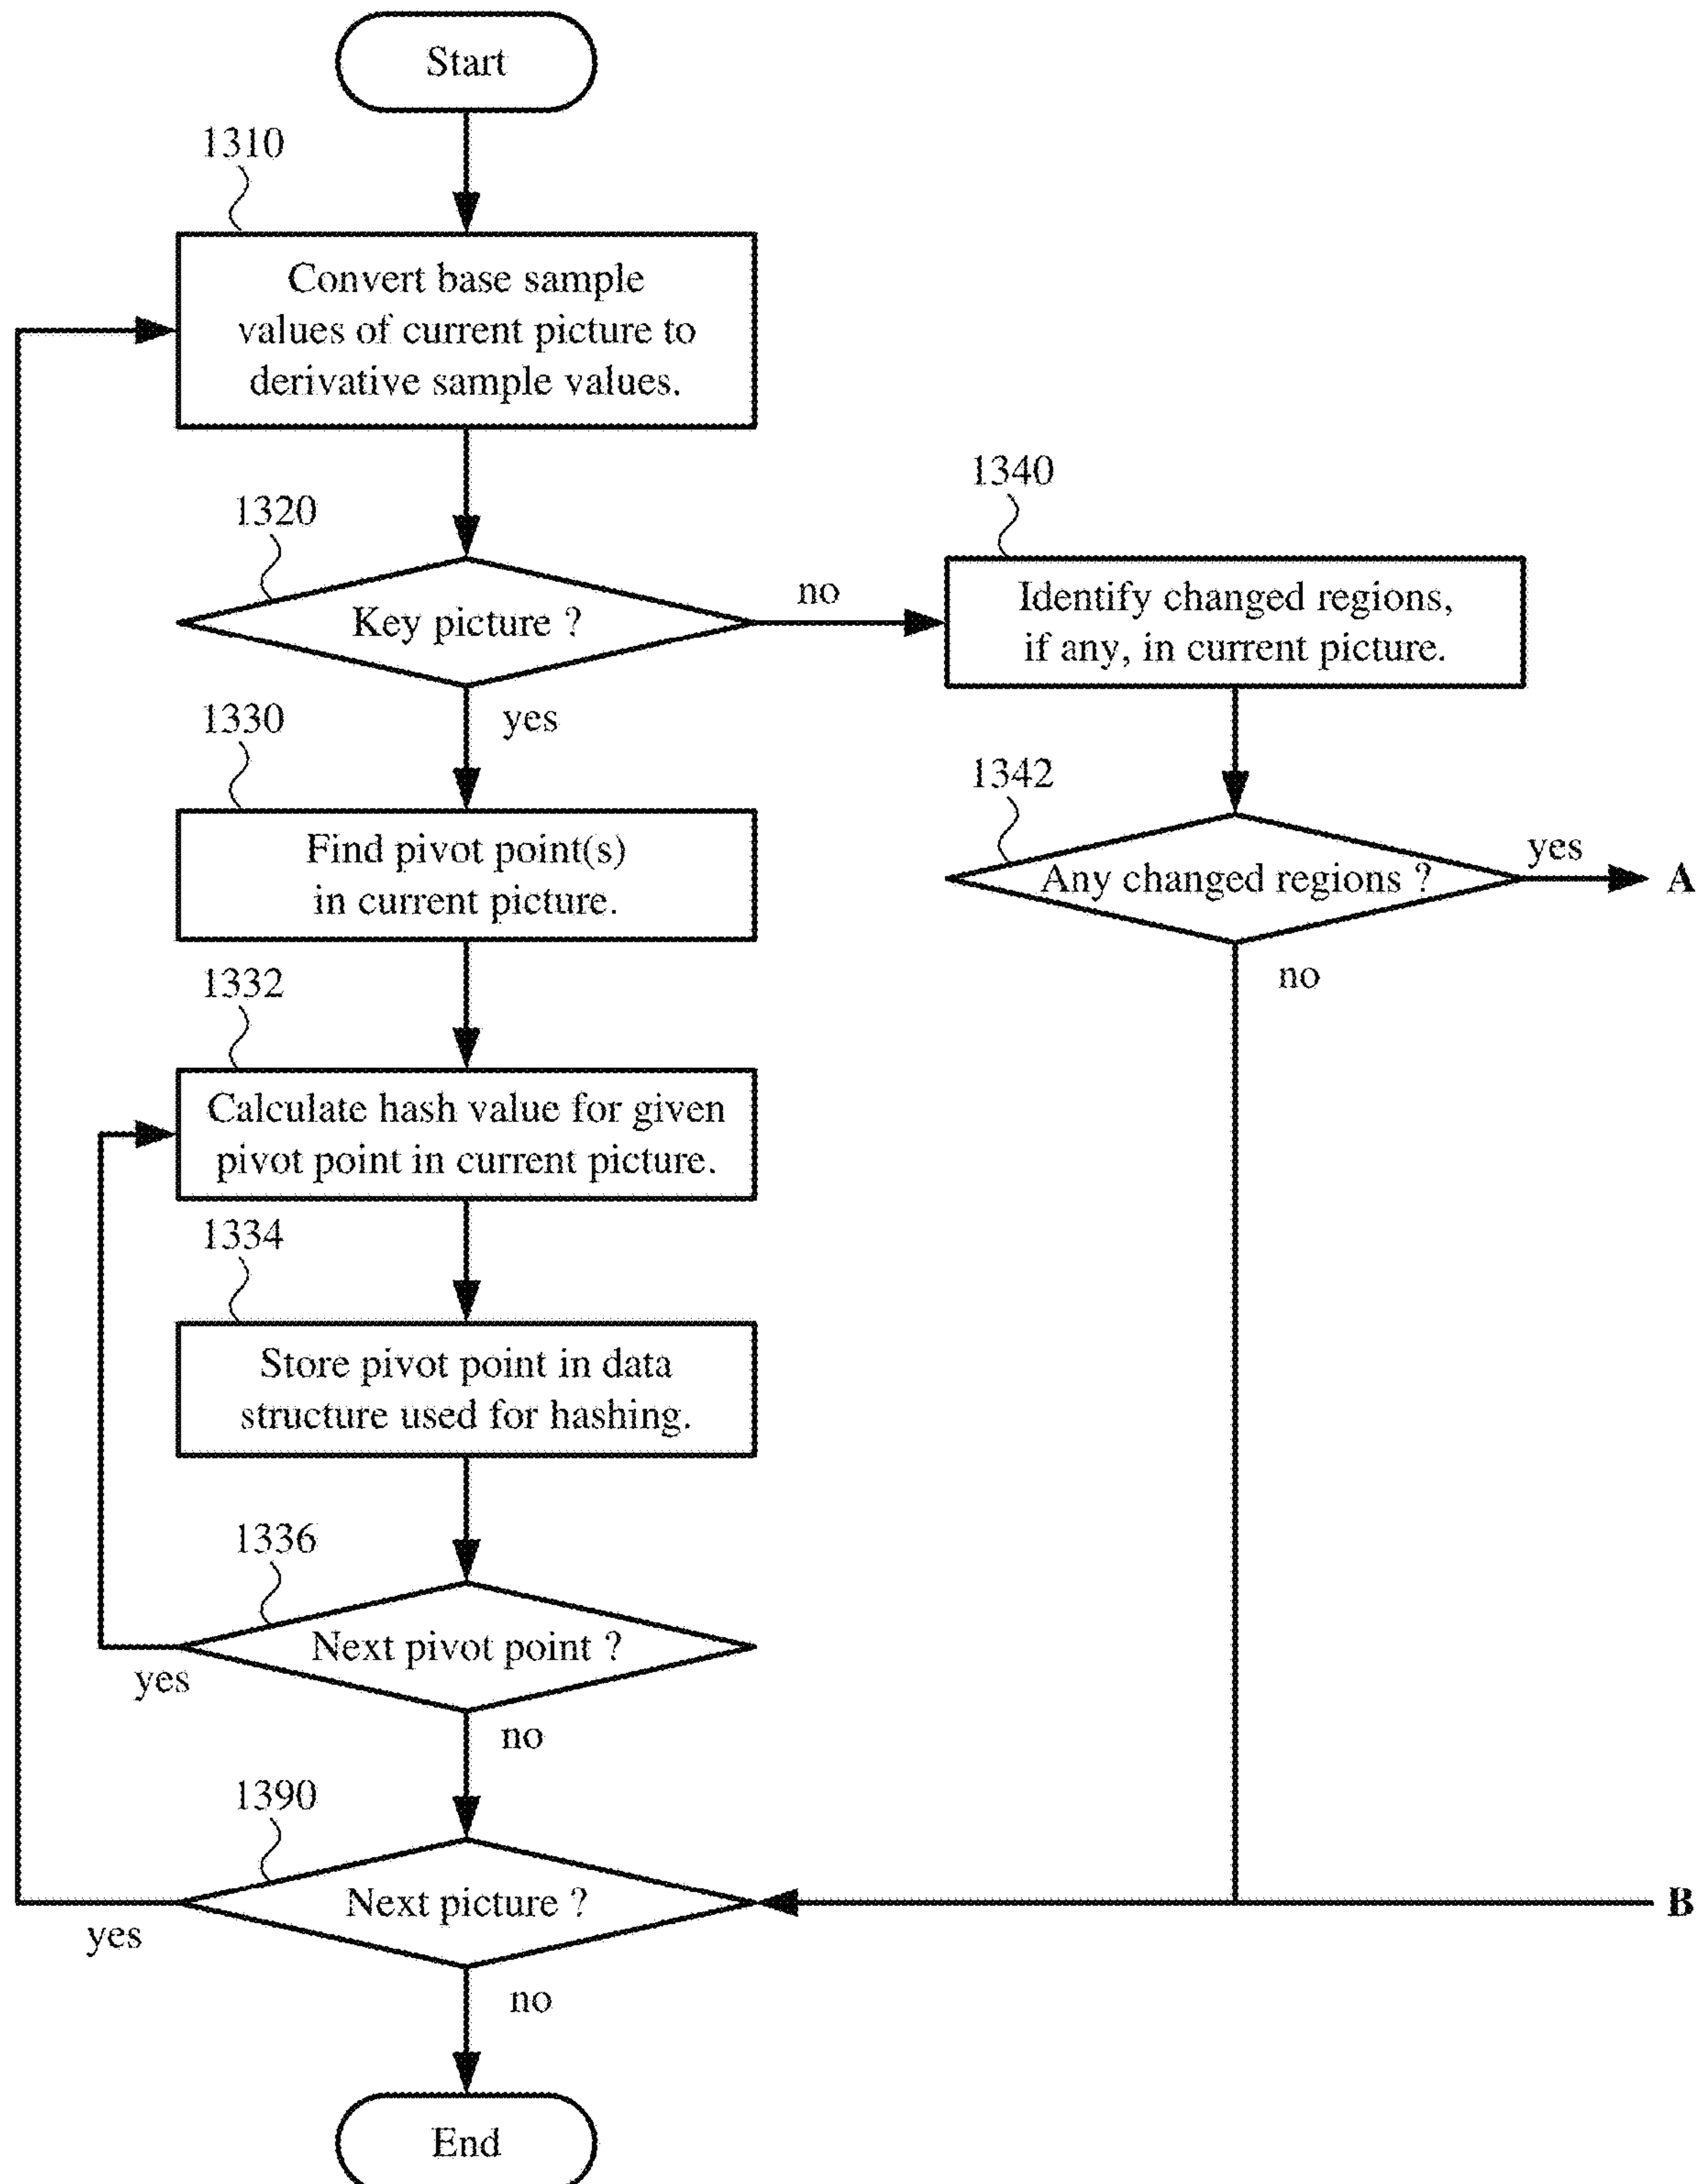 Start
1310
Convert base sample
values of current picture to
derivative sample values.
1320
Key picture ?
no
yes
1340
Identify changed regions,
if any, in current picture.
1330
Find pivot point(s)
in current picture.
1342
Any changed regions ?
yes
A
no
1332
Calculate hash value for given
pivot point in current picture.
1334
Store pivot point in data
structure used for hashing.
1336
Next pivot point ?
yes
no
1390
Next picture ?
B
yes
no
End